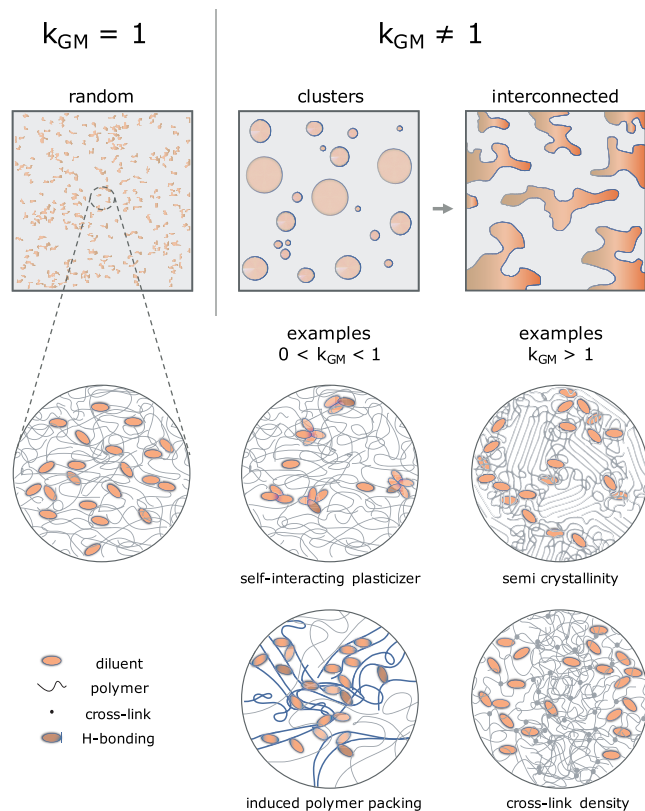 k_GM = 1
k_GM ≠ 1
random
clusters
interconnected
examples
0 < k_GM < 1
examples
k_GM > 1
self-interacting plasticizer
semi crystallinity
diluent
polymer
cross-link
H-bonding
induced polymer packing
cross-link density